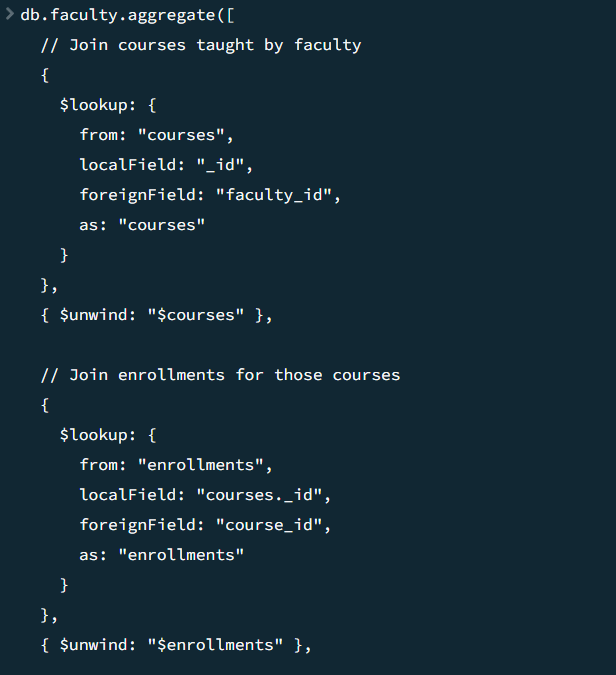 db.faculty.aggregate([
  // Join courses taught by faculty
  {
    $lookup: {
      from: "courses",
      localField: "_id",
      foreignField: "faculty_id",
      as: "courses"
    }
  },
  { $unwind: "$courses" },

  // Join enrollments for those courses
  {
    $lookup: {
      from: "enrollments",
      localField: "courses._id",
      foreignField: "course_id",
      as: "enrollments"
    }
  },
  { $unwind: "$enrollments" },